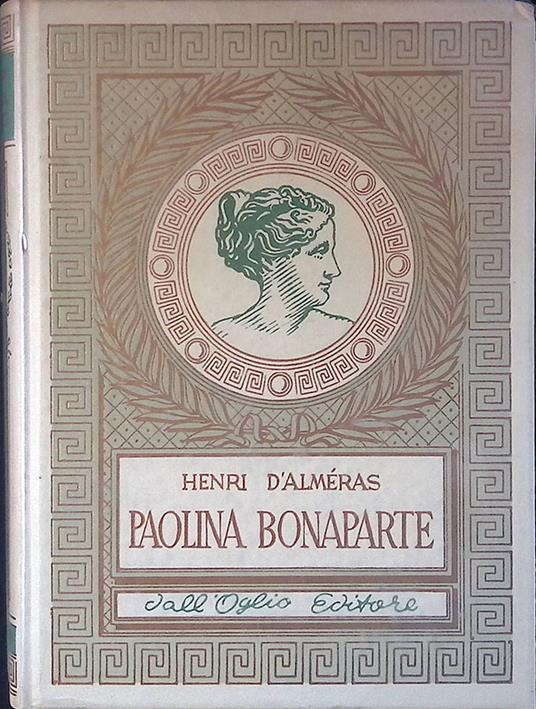 HENRI D'ALMÉRAS
PAOLINA BONAPARTE
dall'Oglio Editore